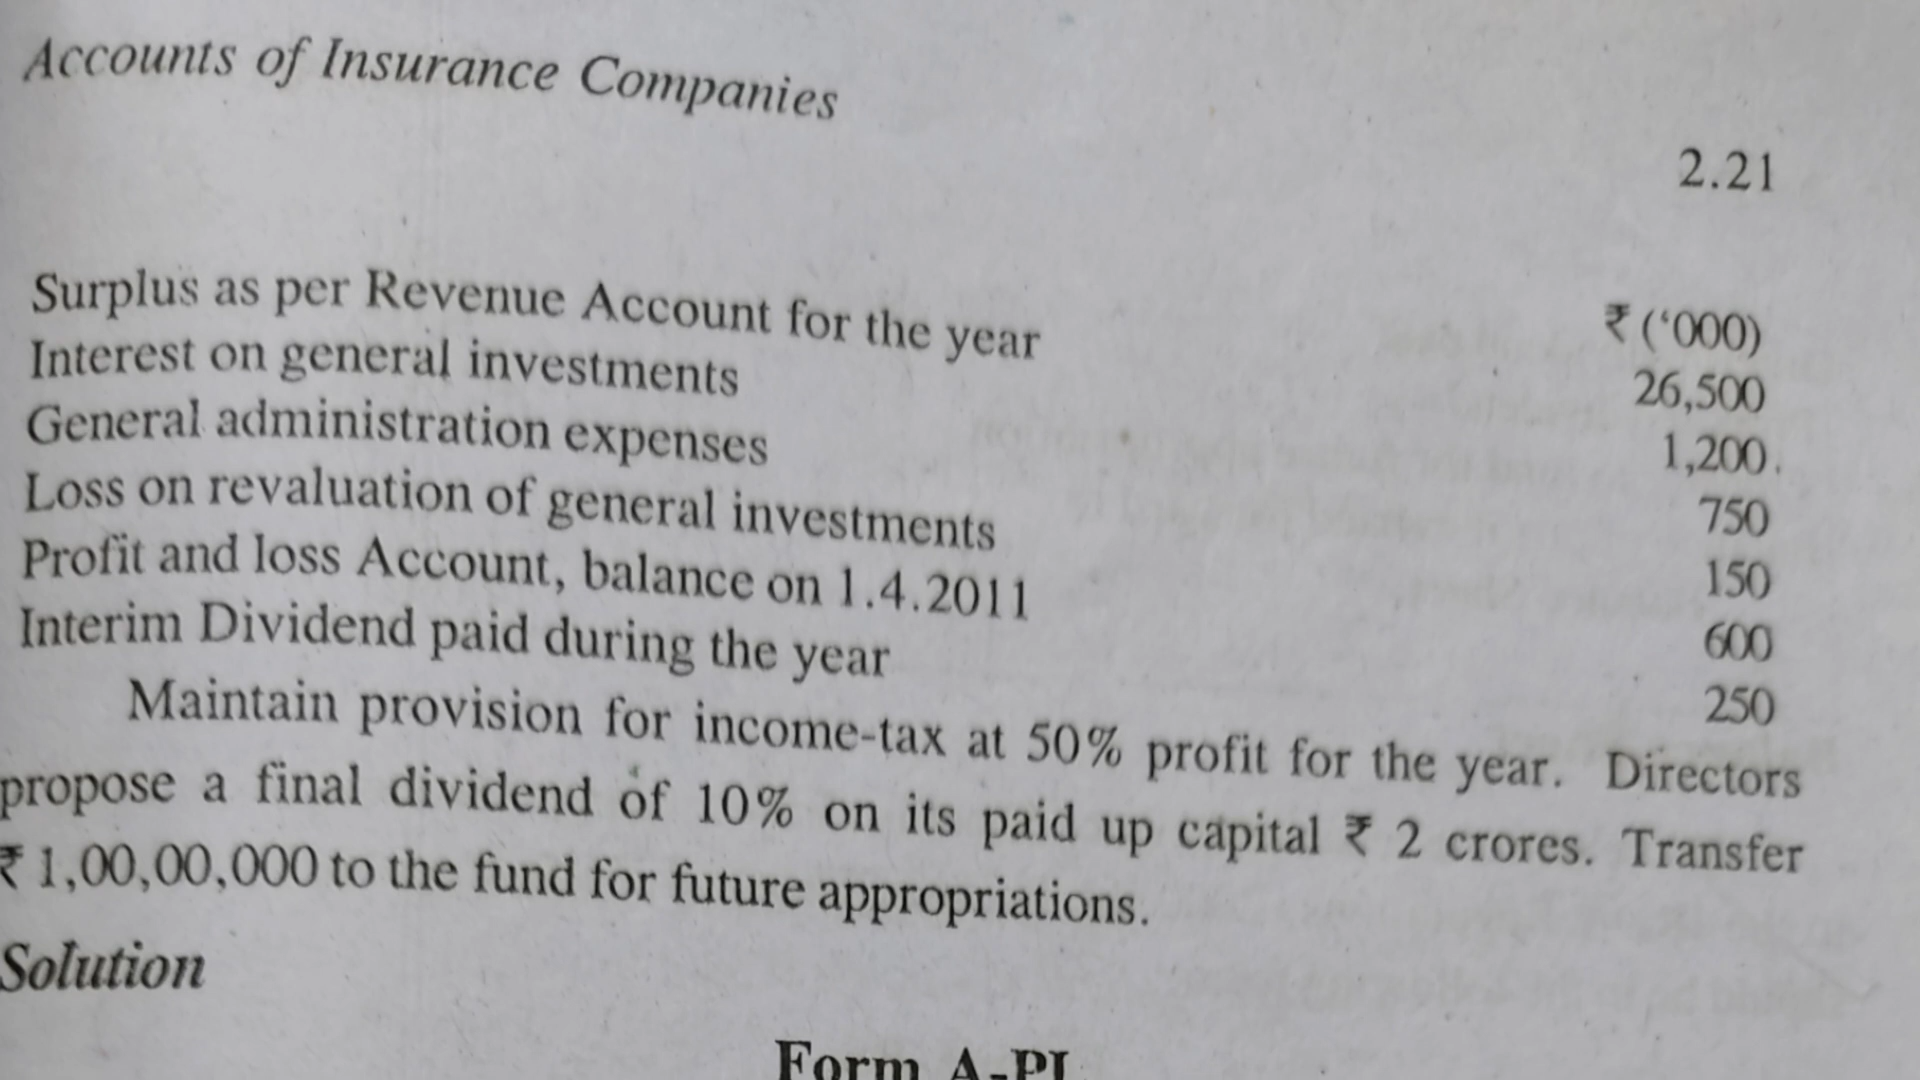 Accounts of Insurance Companies
2.21
₹ (‘000)
Surplus as per Revenue Account for the year 26,500
Interest on general investments 1,200
General administration expenses 750
Loss on revaluation of general investments 150
Profit and loss Account, balance on 1.4.2011 600
Interim Dividend paid during the year 250
Maintain provision for income-tax at 50% profit for the year. Directors
propose a final dividend of 10% on its paid up capital ₹ 2 crores. Transfer
₹ 1,00,00,000 to the fund for future appropriations.
Solution
Form A-PL